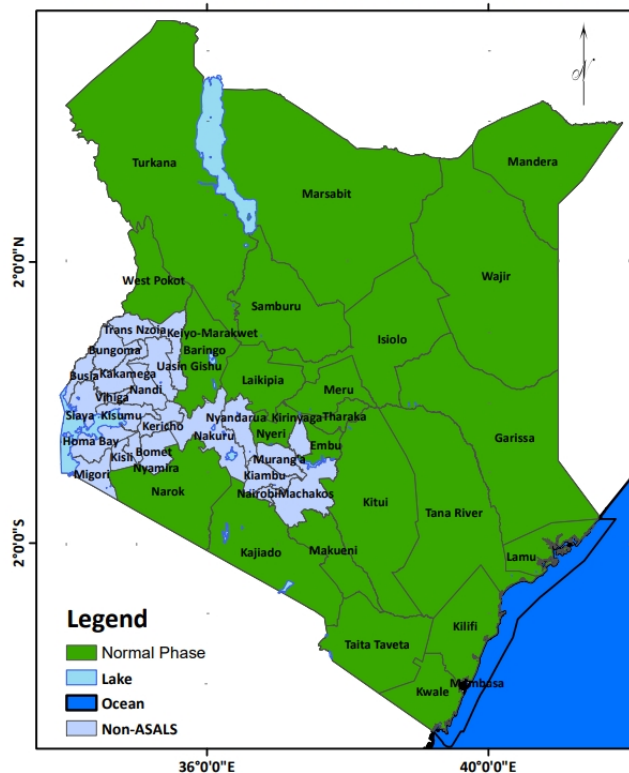 N
Mandera
Turkana
Marsabit
2°0'0"N
Wajir
West Pokot
Samburu
Trans Nzoia
Keiyo-Marakwet
Isiolo
Bungoma
Baringo
Uasin Gishu
Busia
Kakamega
Laikipia
Meru
Nandi
Vihiga
Siaya
Kisumu
Nyandarua
Kirinyaga
Tharaka
Kericho
Nakuru
Nyeri
Garissa
Homa Bay
Embu
Kisii
Bomet
Murang'a
Nyamira
Migori
Kiambu
Narok
Nairobi
Machakos
Kitui
Tana River
2°0'0"S
Kajiado
Makueni
Lamu
Legend
Normal Phase
Lake
Ocean
Non-ASALS
Kilifi
Taita Taveta
Mombasa
Kwale
36°0'0"E
40°0'0"E